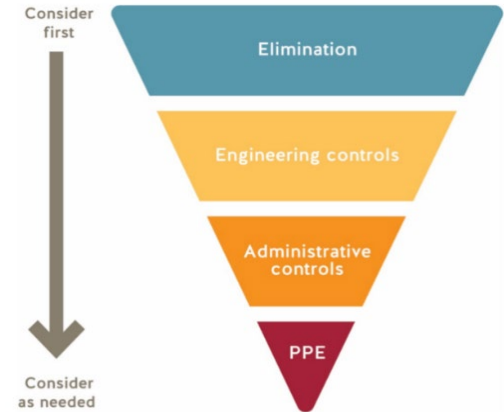 Consider
first
Elimination
Engineering controls
Administrative
controls
PPE
Consider
as needed